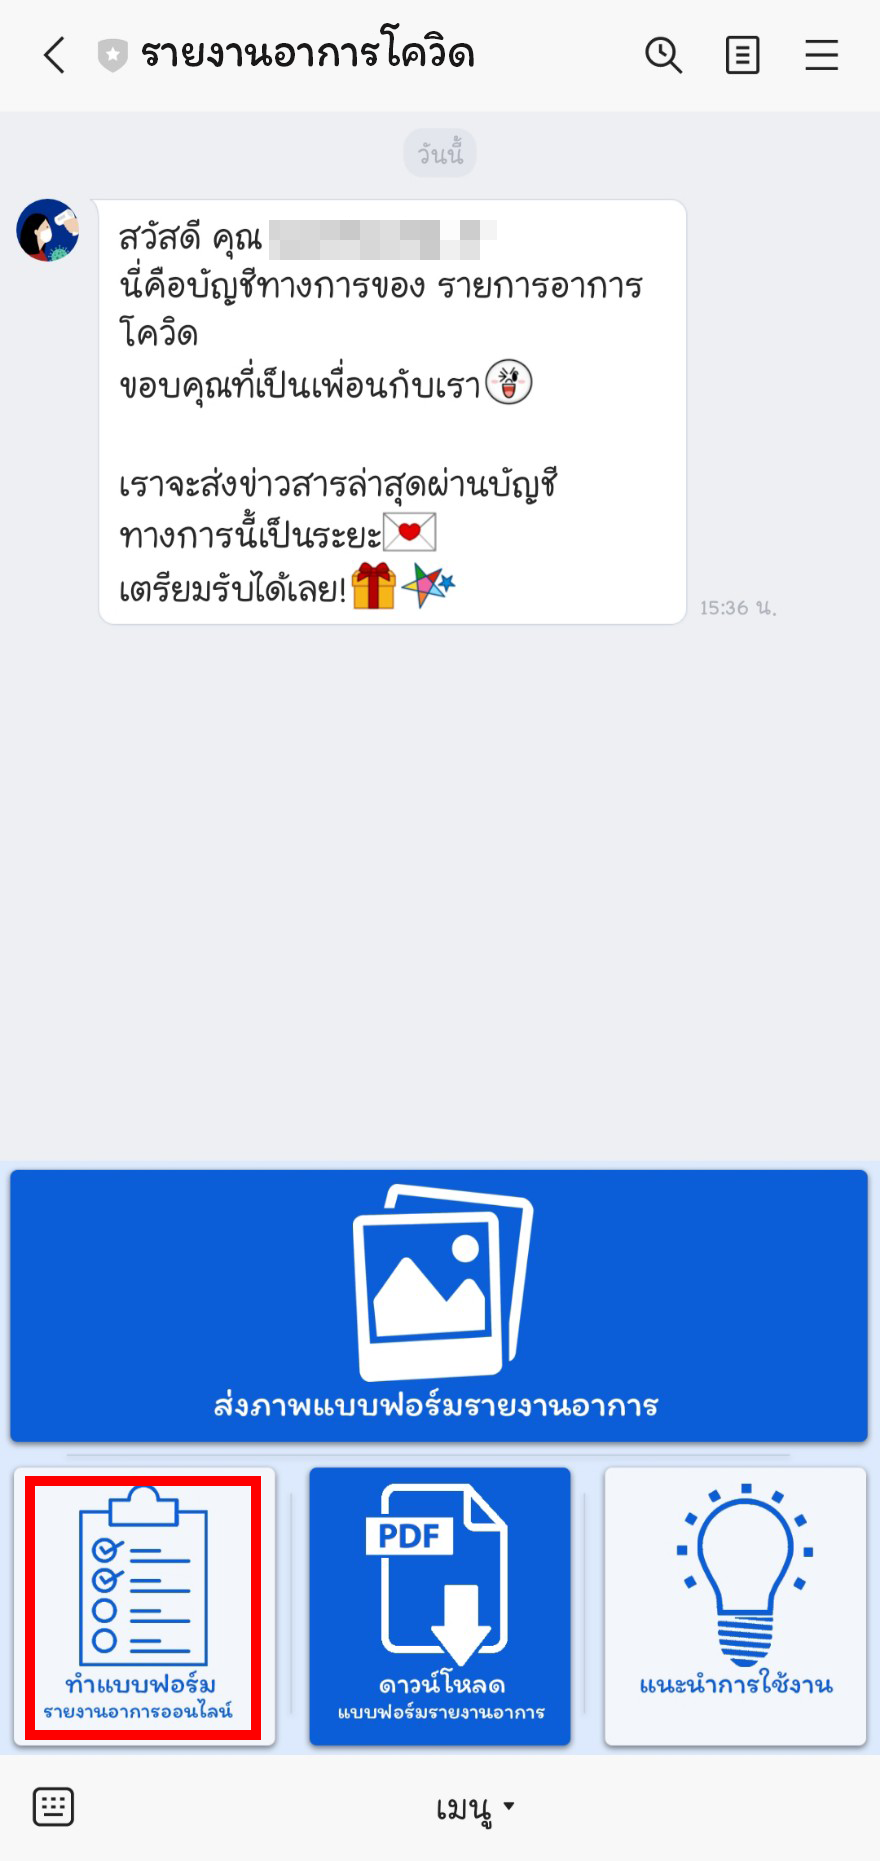 รายงานอาการโควิด
วันนี้
สวัสดี คุณ
นี่คือบัญชีทางการของ รายการอาการ
โควิด
ขอบคุณที่เป็นเพื่อนกับเรา
เราจะส่งข่าวสารล่าสุดผ่านบัญชี
ทางการนี้เป็นระยะ
เตรียมรับได้เลย!
15:36 น.
ส่งภาพแบบฟอร์มรายงานอาการ
ทำแบบฟอร์ม
รายงานอาการออนไลน์
PDF
ดาวน์โหลด
แบบฟอร์มรายงานอาการ
แนะนำการใช้งาน
เมนู